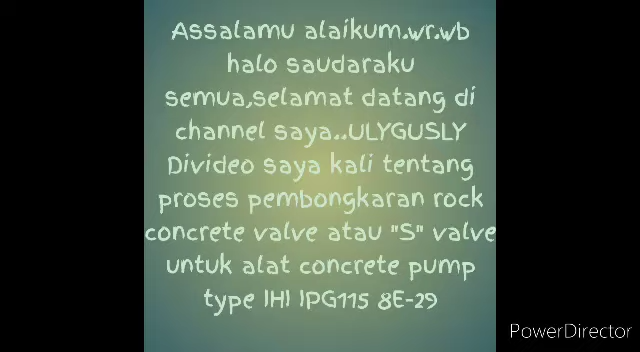 Assalamu alaikum.wr.wb
halo saudaraku
semua,selamat datang di
channel saya..ULYGUSLY
Divideo saya kali tentang
proses pembongkaran rock
concrete valve atau "S" valve
untuk alat concrete pump
type IHI IPG115 8E-29
PowerDirector